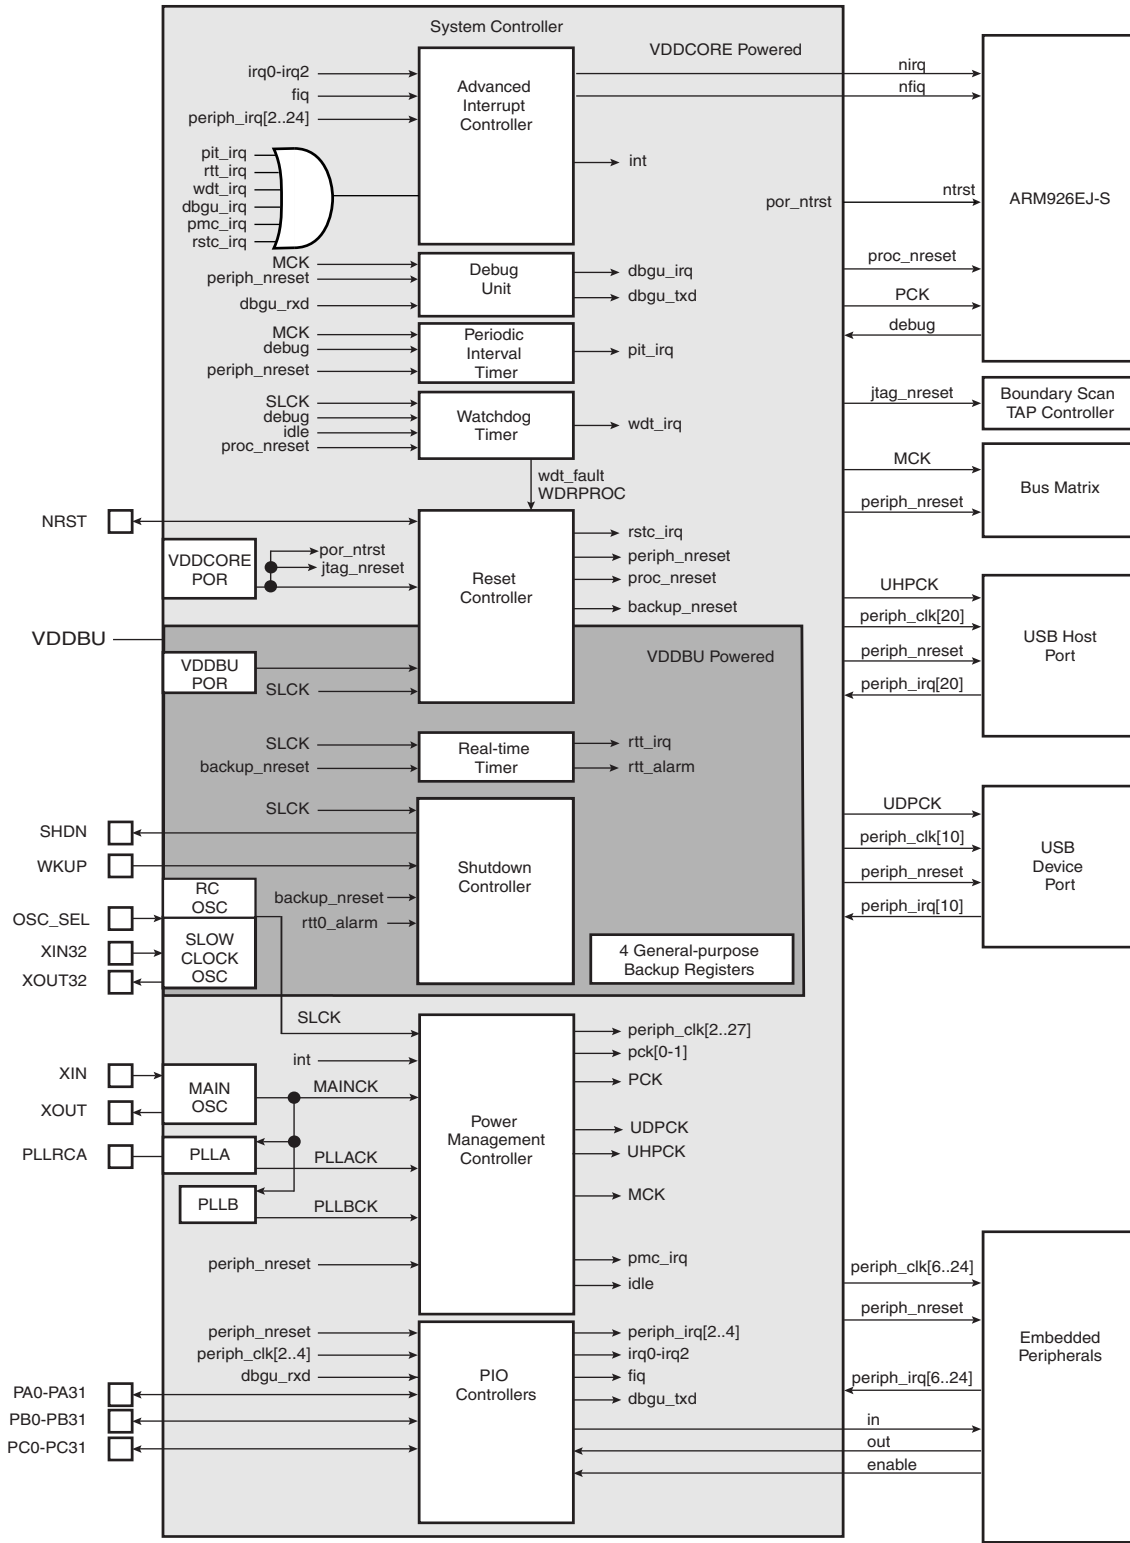 System Controller
VDDCORE Powered
irq0-irq2
fiq
periph_irq[2..24]
Advanced
Interrupt
Controller
nirq
nfiq
int
pit_irq
rtt_irq
wdt_irq
dbgu_irq
pmc_irq
rstc_irq
por_ntrst
ntrst
ARM926EJ-S
MCK
periph_nreset
dbgu_rxd
Debug
Unit
dbgu_irq
dbgu_txd
proc_nreset
PCK
debug
MCK
debug
periph_nreset
Periodic
Interval
Timer
pit_irq
SLCK
debug
idle
proc_nreset
Watchdog
Timer
wdt_irq
jtag_nreset
Boundary Scan
TAP Controller
wdt_fault
WDRPROC
MCK
periph_nreset
Bus Matrix
NRST
VDDCORE
POR
por_ntrst
jtag_nreset
Reset
Controller
rstc_irq
periph_nreset
proc_nreset
backup_nreset
UHPCK
periph_clk[20]
periph_nreset
periph_irq[20]
USB Host
Port
VDDBU
VDDBU Powered
VDDBU
POR
SLCK
SLCK
backup_nreset
Real-time
Timer
rtt_irq
rtt_alarm
SLCK
SHDN
WKUP
Shutdown
Controller
backup_nreset
rtt0_alarm
UDPCK
periph_clk[10]
periph_nreset
periph_irq[10]
USB
Device
Port
RC
OSC
OSC_SEL
XIN32
XOUT32
SLOW
CLOCK
OSC
4 General-purpose
Backup Registers
SLCK
int
XIN
XOUT
MAIN
OSC
MAINCK
PLLRCA
PLLA
PLLACK
PLLB
PLLBCK
periph_nreset
Power
Management
Controller
periph_clk[2..27]
pck[0-1]
PCK
UDPCK
UHPCK
MCK
pmc_irq
idle
periph_nreset
periph_clk[2..4]
dbgu_rxd
PA0-PA31
PB0-PB31
PC0-PC31
PIO
Controllers
periph_irq[2..4]
irq0-irq2
fiq
dbgu_txd
periph_clk[6..24]
periph_nreset
periph_irq[6..24]
in
out
enable
Embedded
Peripherals